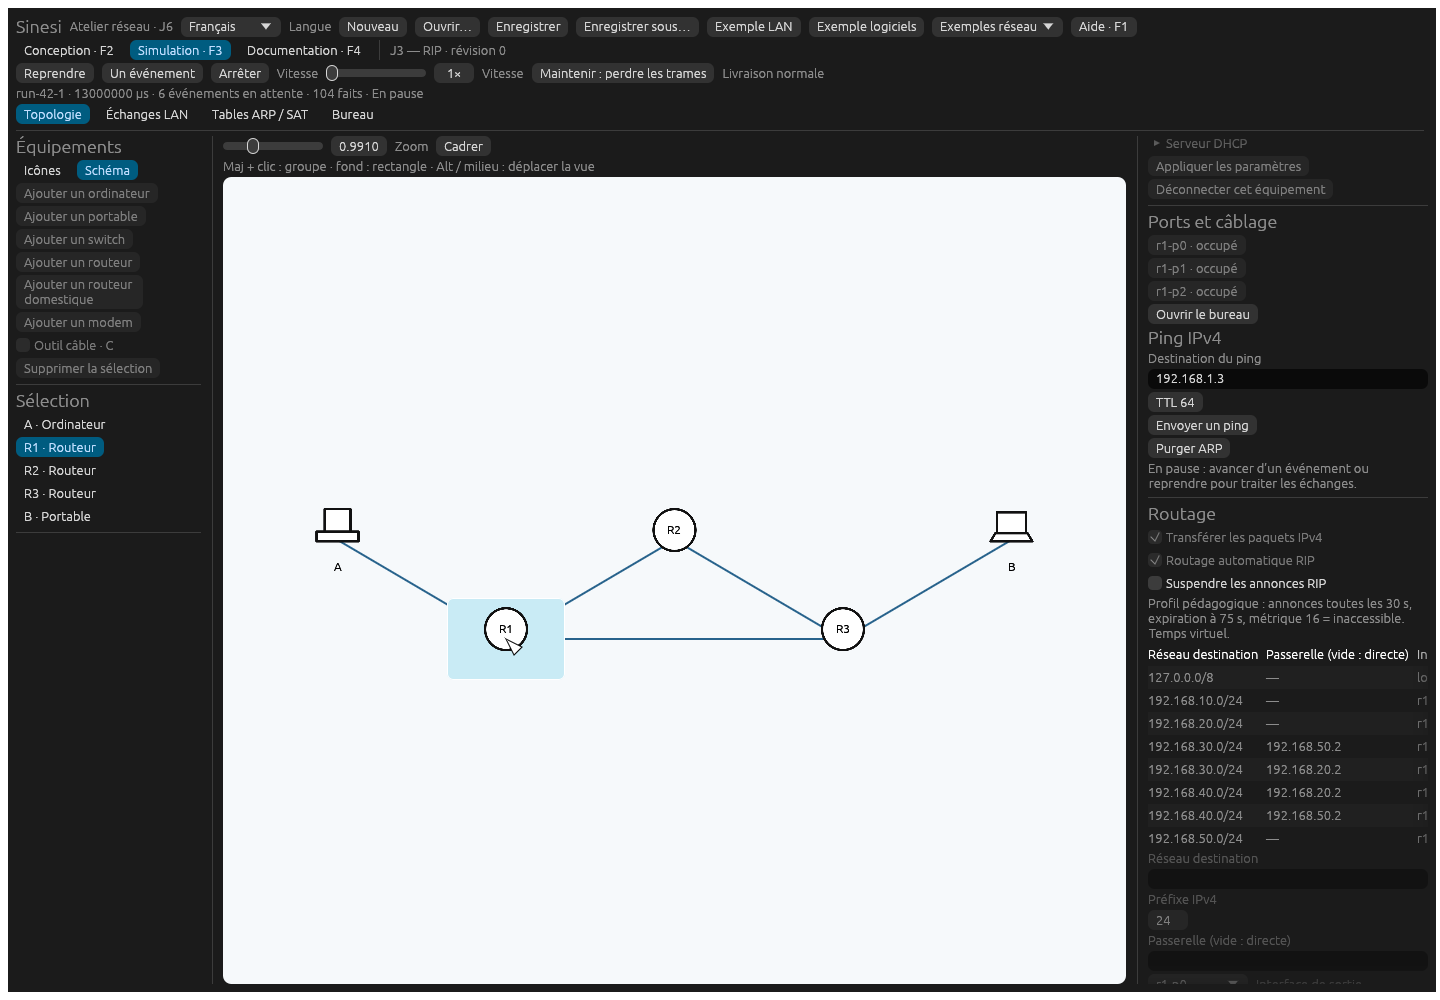 Sinesi Atelier réseau · J6 Français Langue Nouveau Ouvrir… Enregistrer Enregistrer sous… Exemple LAN Exemple logiciels Exemples réseau Aide · F1
Conception · F2 Simulation · F3 Documentation · F4 J3 — RIP · révision 0
Reprendre Un événement Arrêter Vitesse 1× Vitesse Maintenir : perdre les trames Livraison normale
run-42-1 · 13000000 µs · 6 événements en attente · 104 faits · En pause
Topologie Échanges LAN Tables ARP / SAT Bureau
Équipements
Icônes Schéma
Ajouter un ordinateur
Ajouter un portable
Ajouter un switch
Ajouter un routeur
Ajouter un routeur
domestique
Ajouter un modem
Outil câble · C
Supprimer la sélection
Sélection
A · Ordinateur
R1 · Routeur
R2 · Routeur
R3 · Routeur
B · Portable
0.9910 Zoom Cadrer
Maj + clic : groupe · fond : rectangle · Alt / milieu : déplacer la vue
R2
A
B
R1
R3
Serveur DHCP
Appliquer les paramètres
Déconnecter cet équipement
Ports et câblage
r1-p0 · occupé
r1-p1 · occupé
r1-p2 · occupé
Ouvrir le bureau
Ping IPv4
Destination du ping
192.168.1.3
TTL 64
Envoyer un ping
Purger ARP
En pause : avancer d’un événement ou
reprendre pour traiter les échanges.
Routage
Transférer les paquets IPv4
Routage automatique RIP
Suspendre les annonces RIP
Profil pédagogique : annonces toutes les 30 s,
expiration à 75 s, métrique 16 = inaccessible.
Temps virtuel.
Réseau destination Passerelle (vide : directe) In
127.0.0.0/8 — lo
192.168.10.0/24 — r1
192.168.20.0/24 — r1
192.168.30.0/24 192.168.50.2 r1
192.168.30.0/24 192.168.20.2 r1
192.168.40.0/24 192.168.20.2 r1
192.168.40.0/24 192.168.50.2 r1
192.168.50.0/24 — r1
Réseau destination
Préfixe IPv4
24
Passerelle (vide : directe)
r1-p0 Interface de sortie